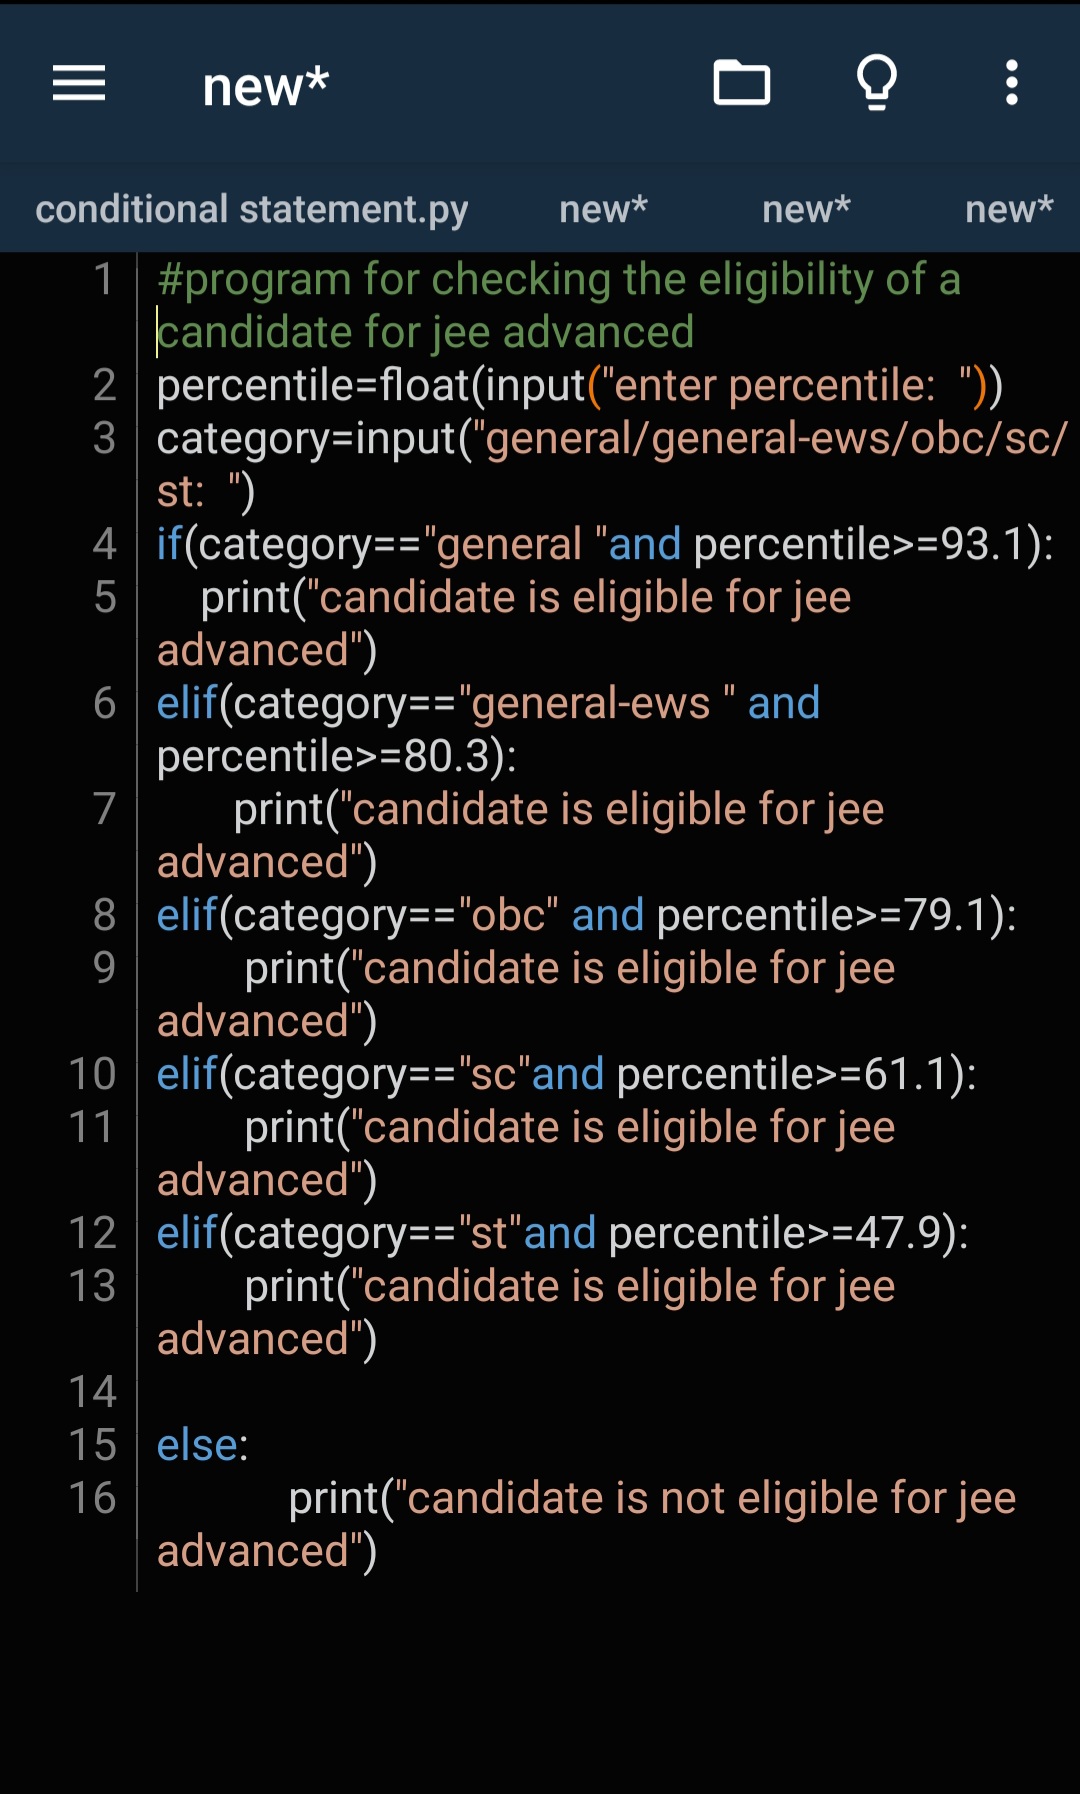 new*
conditional statement.py new* new* new*
1 #program for checking the eligibility of a
candidate for jee advanced
2 percentile=float(input("enter percentile:  "))
3 category=input("general/general-ews/obc/sc/
st:  ")
4 if(category=="general "and percentile>=93.1):
5     print("candidate is eligible for jee
advanced")
6 elif(category=="general-ews " and
percentile>=80.3):
7        print("candidate is eligible for jee
advanced")
8 elif(category=="obc" and percentile>=79.1):
9         print("candidate is eligible for jee
advanced")
10 elif(category=="sc"and percentile>=61.1):
11         print("candidate is eligible for jee
advanced")
12 elif(category=="st"and percentile>=47.9):
13         print("candidate is eligible for jee
advanced")
14
15 else:
16             print("candidate is not eligible for jee
advanced")